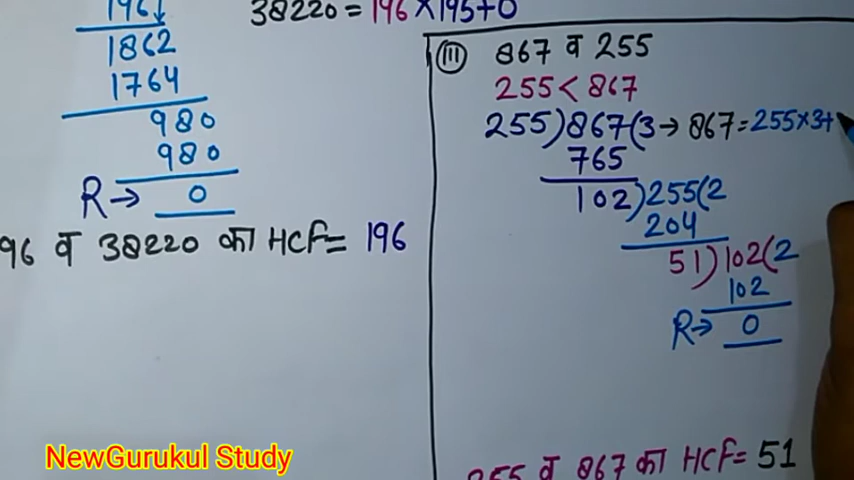 196↓
1862
1764
980
980
R→ 0
96 व 38220 का HCF= 196
38220 = 196 ×195+0
(III) 867 व 255
255 < 867
255)867(3 → 867=255×3+
765
102)255(2
204
51)102(2
102
R→ 0
255 व 867 का HCF= 51
NewGurukul Study